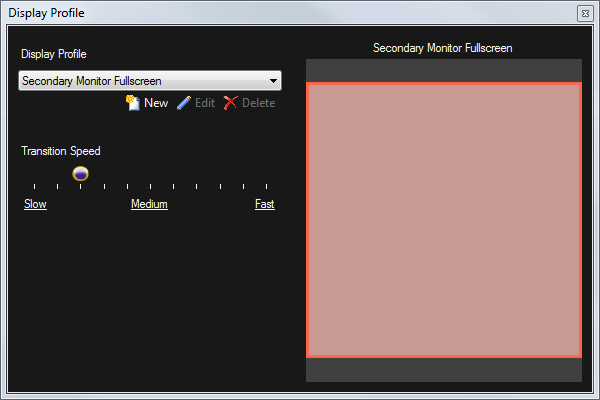 Display Profile
Display Profile
Secondary Monitor Fullscreen
New Edit Delete
Transition Speed
Slow Medium Fast
Secondary Monitor Fullscreen